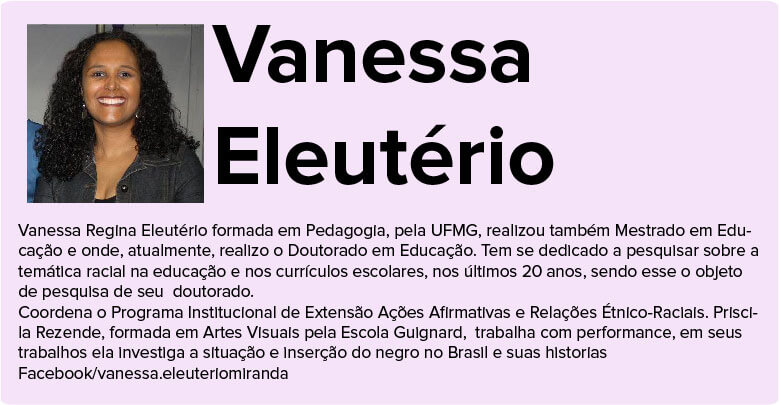 Vanessa
Eleutério
Vanessa Regina Eleutério formada em Pedagogia, pela UFMG, realizou também Mestrado em Edu-
cação e onde, atualmente, realizo o Doutorado em Educação. Tem se dedicado a pesquisar sobre a
temática racial na educação e nos currículos escolares, nos últimos 20 anos, sendo esse o objeto
de pesquisa de seu  doutorado.
Coordena o Programa Institucional de Extensão Ações Afirmativas e Relações Étnico-Raciais. Prisci-
la Rezende, formada em Artes Visuais pela Escola Guignard,  trabalha com performance, em seus
trabalhos ela investiga a situação e inserção do negro no Brasil e suas historias
Facebook/vanessa.eleuteriomiranda